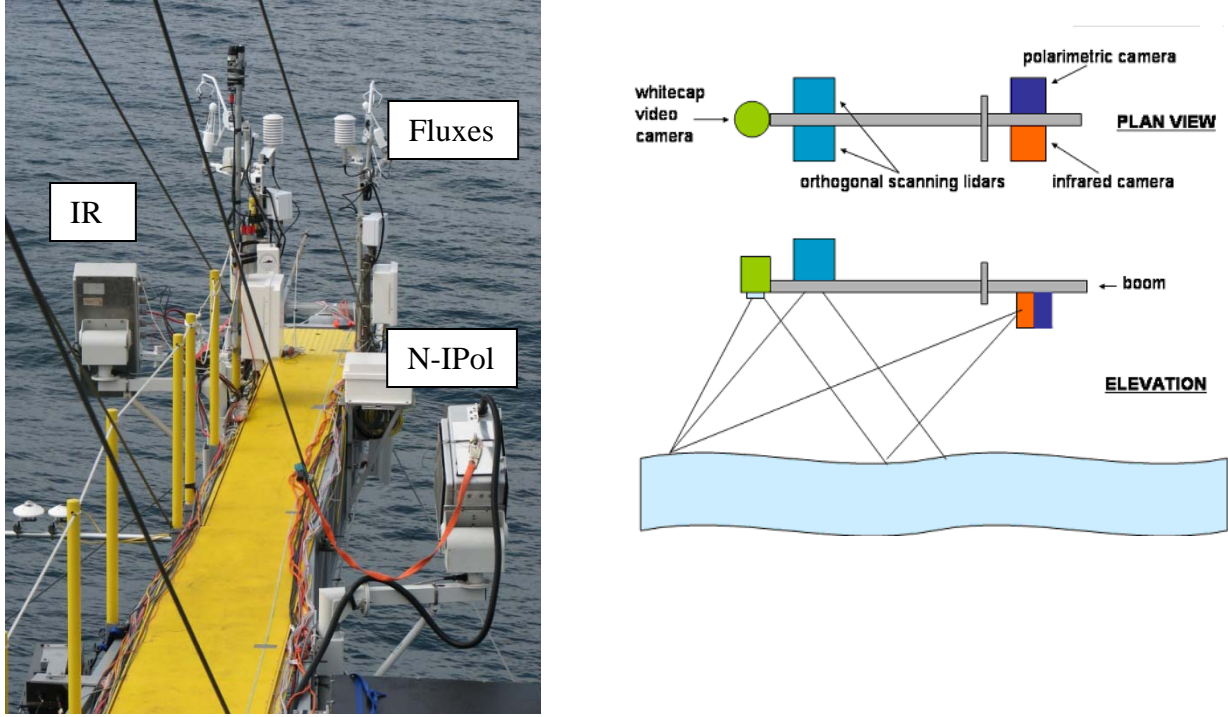 Fluxes
IR
N-IPol
polarimetric camera
whitecap
video
camera
PLAN VIEW
orthogonal scanning lidars
infrared camera
boom
ELEVATION